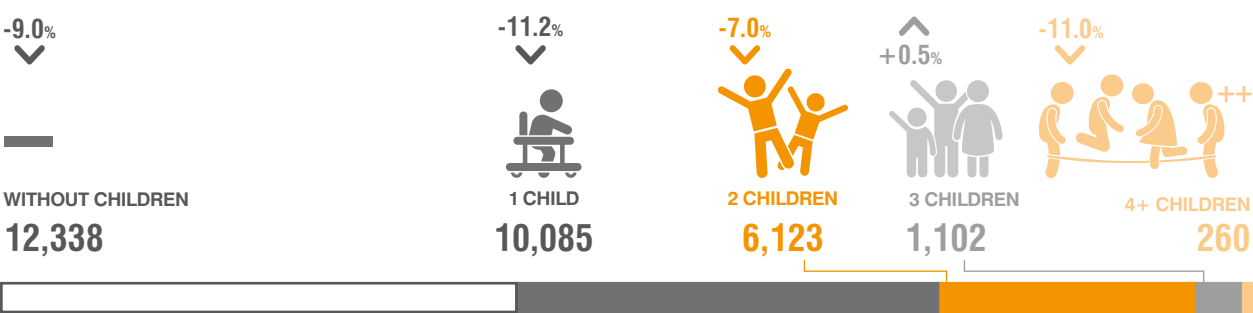 -9.0%
-11.2%
-7.0%
+0.5%
-11.0%
++
WITHOUT CHILDREN
1 CHILD
2 CHILDREN
3 CHILDREN
4+ CHILDREN
12,338
10,085
6,123
1,102
260